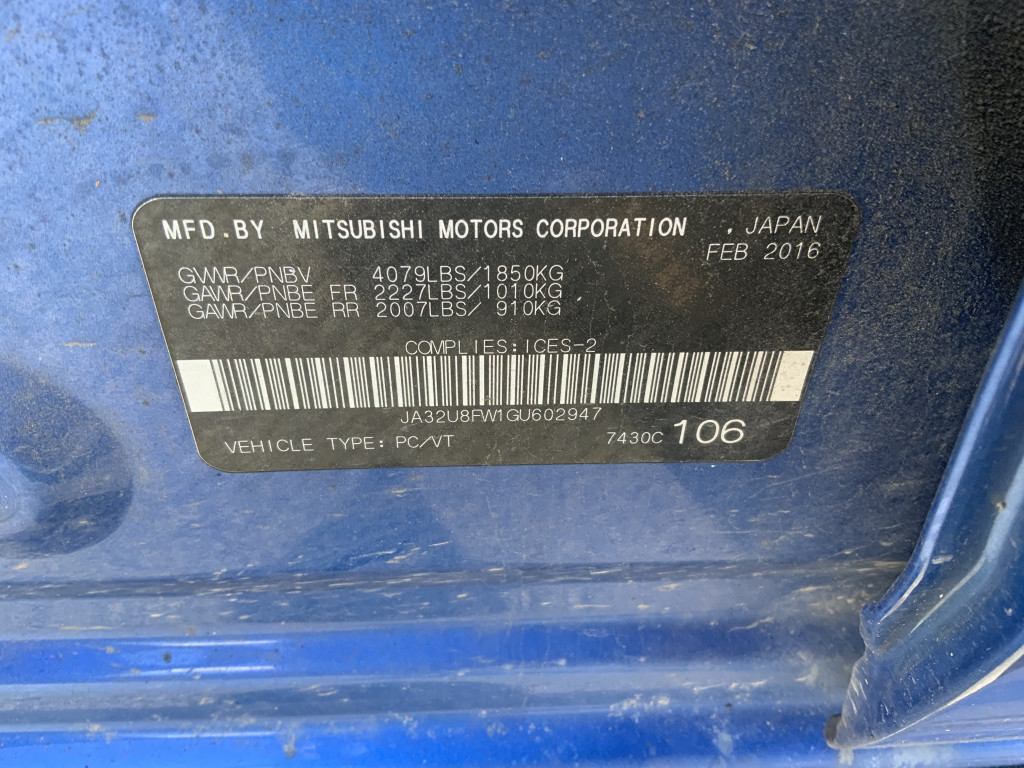 MFD.BY MITSUBISHI MOTORS CORPORATION , JAPAN
FEB 2016
GVWR/PNBV 4079LBS/1850KG
GAWR/PNBE FR 2227LBS/1010KG
GAWR/PNBE RR 2007LBS/ 910KG
COMPLIES:ICES-2
JA32U8FW1GU602947
VEHICLE TYPE: PC/VT 7430C 106